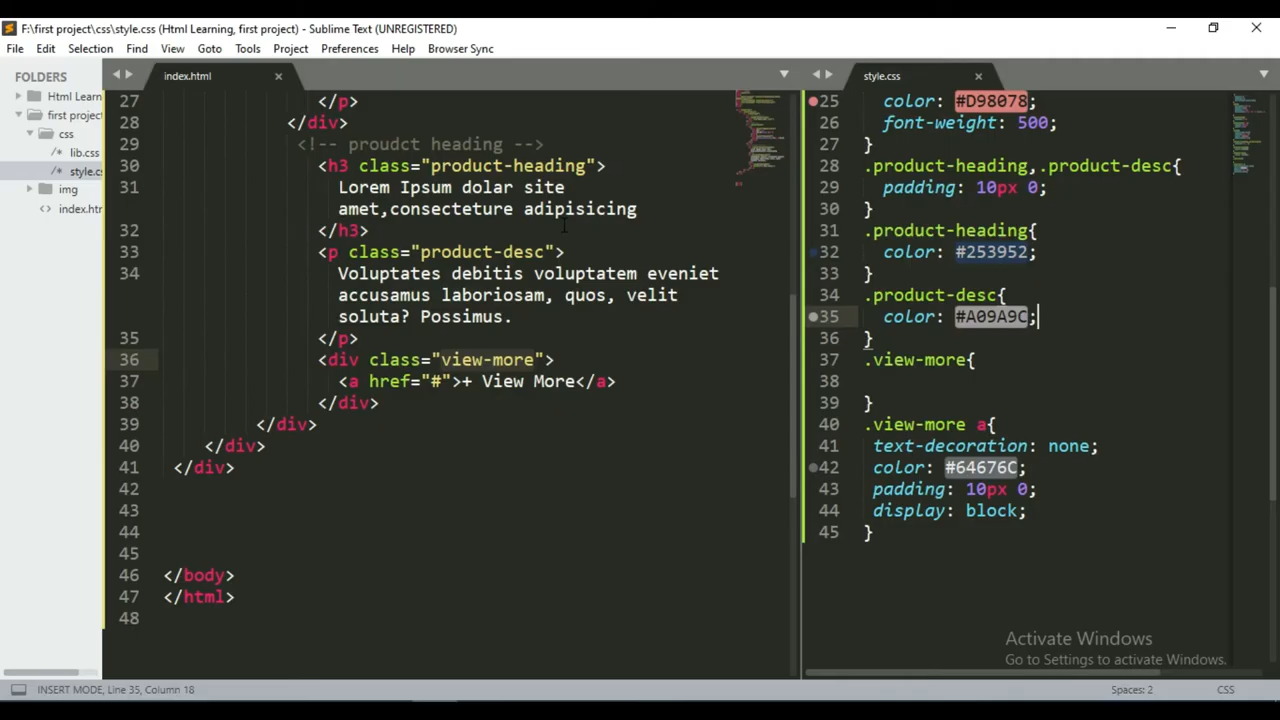 F:\first project\css\style.css (Html Learning, first project) - Sublime Text (UNREGISTERED)
File Edit Selection Find View Goto Tools Project Preferences Help Browser Sync
FOLDERS
Html Learn
first project
css
/* lib.css
/* style.cs
img
<> index.htm
index.html
27 </p>
28 </div>
29 <!-- proudct heading -->
30 <h3 class="product-heading">
31 Lorem Ipsum dolar site
amet,consecteture adipisicing
32 </h3>
33 <p class="product-desc">
34 Voluptates debitis voluptatem eveniet
accusamus laboriosam, quos, velit
soluta? Possimus.
35 </p>
36 <div class="view-more">
37 <a href="#">+ View More</a>
38 </div>
39 </div>
40 </div>
41 </div>
42
43
44
45
46 </body>
47 </html>
48
style.css
25 color: #D98078;
26 font-weight: 500;
27 }
28 .product-heading,.product-desc{
29 padding: 10px 0;
30 }
31 .product-heading{
32 color: #253952;
33 }
34 .product-desc{
35 color: #A09A9C;
36 }
37 .view-more{
38
39 }
40 .view-more a{
41 text-decoration: none;
42 color: #64676C;
43 padding: 10px 0;
44 display: block;
45 }
Activate Windows
Go to Settings to activate Windows.
INSERT MODE, Line 35, Column 18
Spaces: 2
CSS